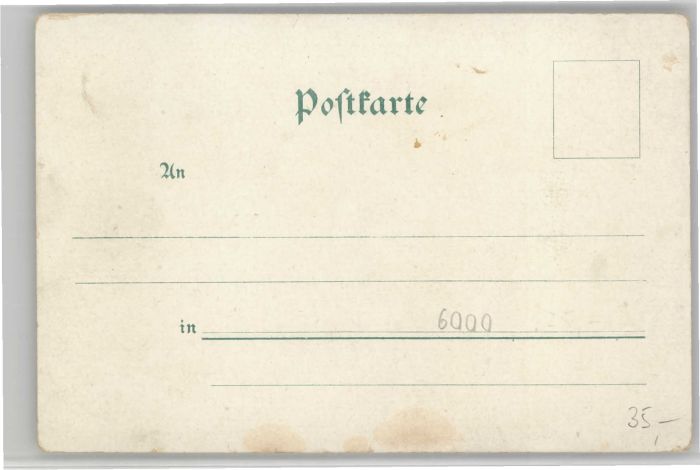 Postkarte
An
in 6000
35,-